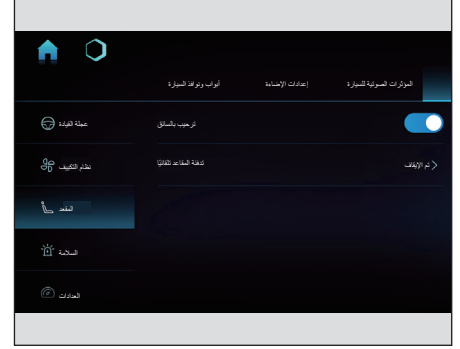 المؤثرات الصوتية للسيارة
إعدادات الإضاءة
أبواب ونوافذ السيارة
عجلة القيادة
ترحيب بالسائق
نظام التكييف
تدفئة المقاعد تلقائيًا
تم الإيقاف
المقعد
السلامة
العدادات